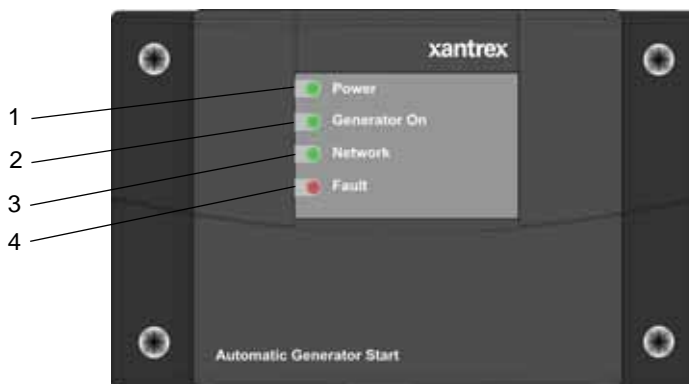 xantrex
1
Power
2
Generator On
3
Network
4
Fault
Automatic Generator Start